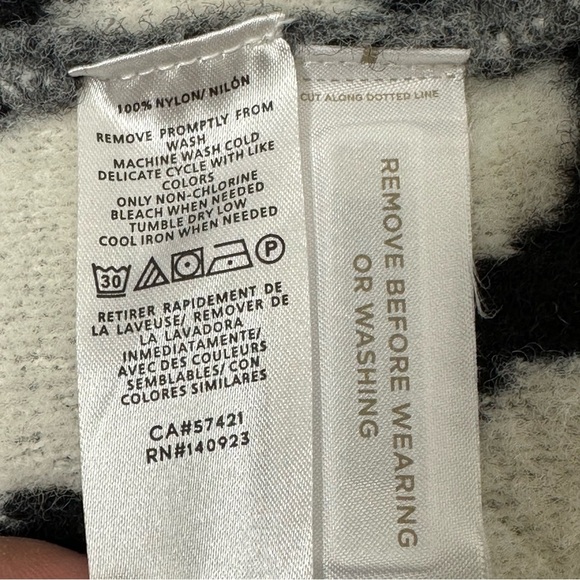 100% NYLON/ NILÓN
REMOVE PROMPTLY FROM
WASH
MACHINE WASH COLD
DELICATE CYCLE WITH LIKE
COLORS
ONLY NON-CHLORINE
BLEACH WHEN NEEDED
TUMBLE DRY LOW
COOL IRON WHEN NEEDED
30 P
RETIRER RAPIDEMENT DE
LA LAVEUSE/ REMOVER DE
LA LAVADORA
INMEDIATAMENTE/
AVEC DES COULEURS
SEMBLABLES/ CON
COLORES SIMILARES
CA#57421
RN#140923
CUT ALONG DOTTED LINE
REMOVE BEFORE WEARING
OR WASHING